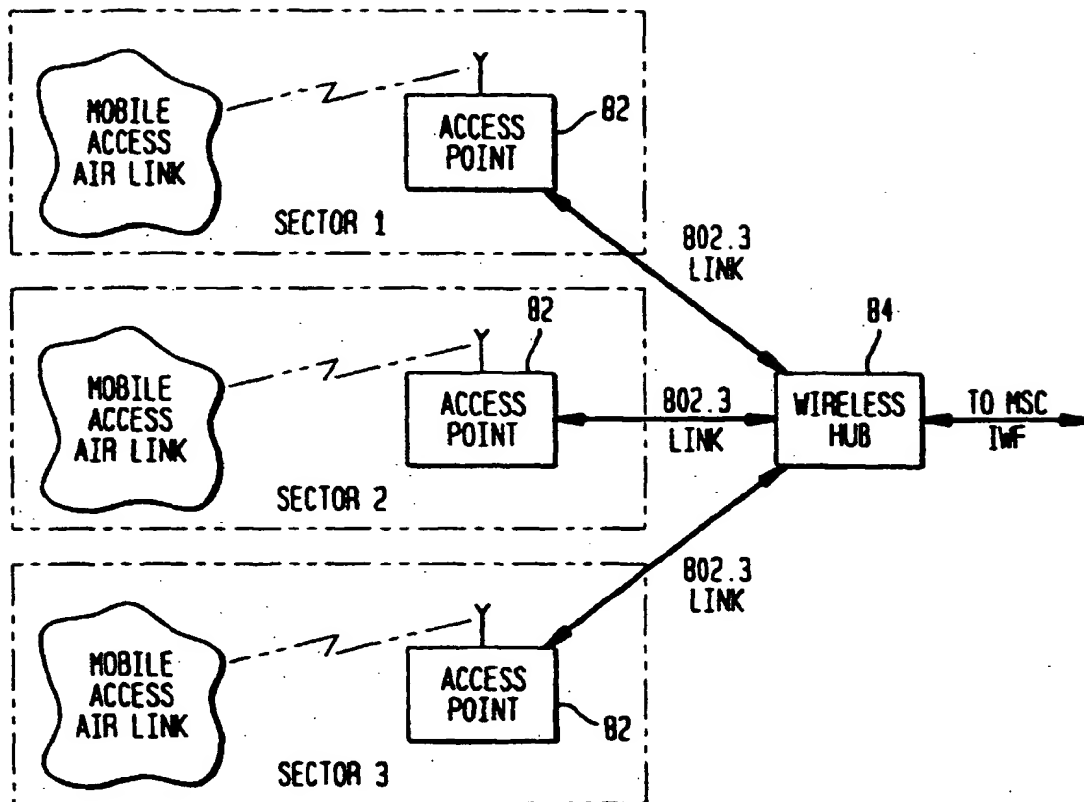 MOBILE
ACCESS
AIR LINK
ACCESS
POINT
82
SECTOR 1
802.3
LINK
MOBILE
ACCESS
AIR LINK
ACCESS
POINT
82
SECTOR 2
802.3
LINK
84
WIRELESS
HUB
TO MSC
IWF
MOBILE
ACCESS
AIR LINK
ACCESS
POINT
82
SECTOR 3
802.3
LINK